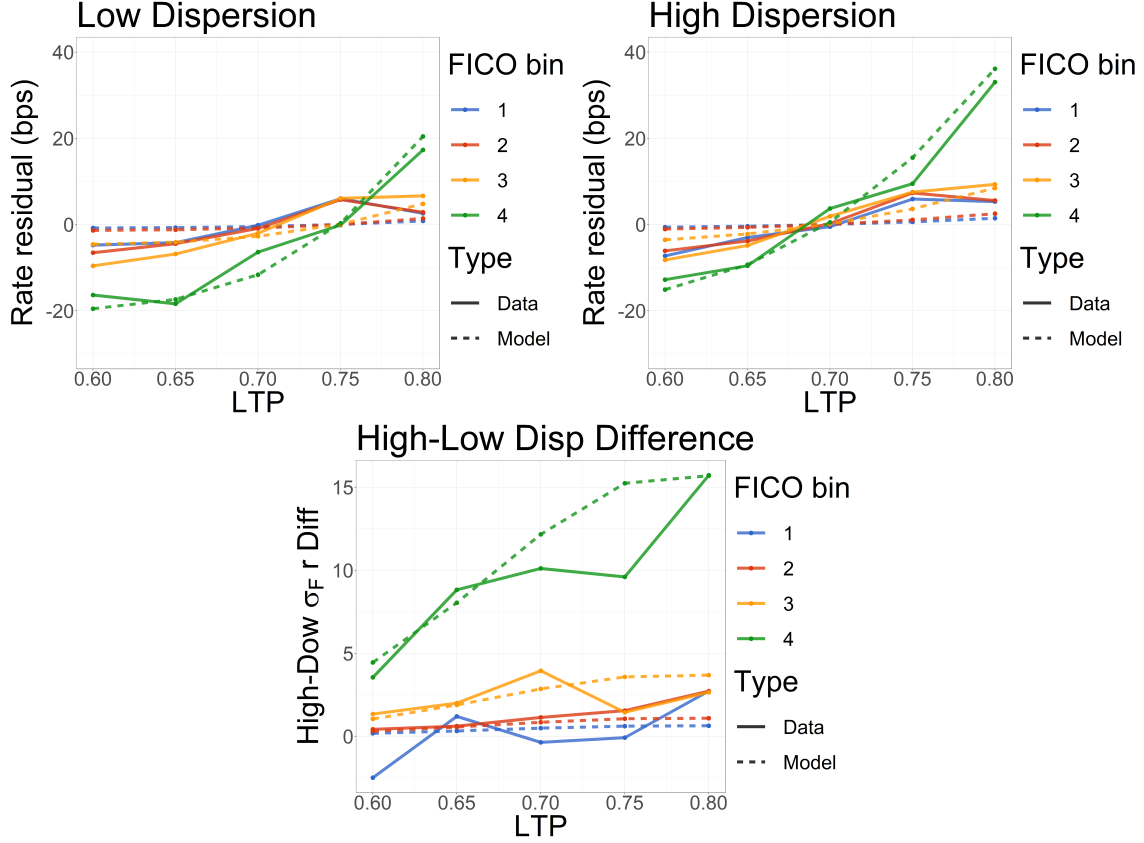 Low Dispersion
Rate residual (bps)
40
20
0
-20
0.60 0.65 0.70 0.75 0.80
LTP
FICO bin
1
2
3
4
Type
Data
Model
High Dispersion
Rate residual (bps)
40
20
0
-20
0.60 0.65 0.70 0.75 0.80
LTP
FICO bin
1
2
3
4
Type
Data
Model
High-Low Disp Difference
High-Dow σF r Diff
15
10
5
0
0.60 0.65 0.70 0.75 0.80
LTP
FICO bin
1
2
3
4
Type
Data
Model